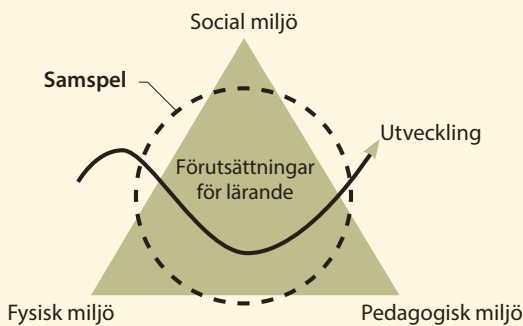 Social miljö
Samspel
Utveckling
Förutsättningar
för lärande
Fysisk miljö
Pedagogisk miljö